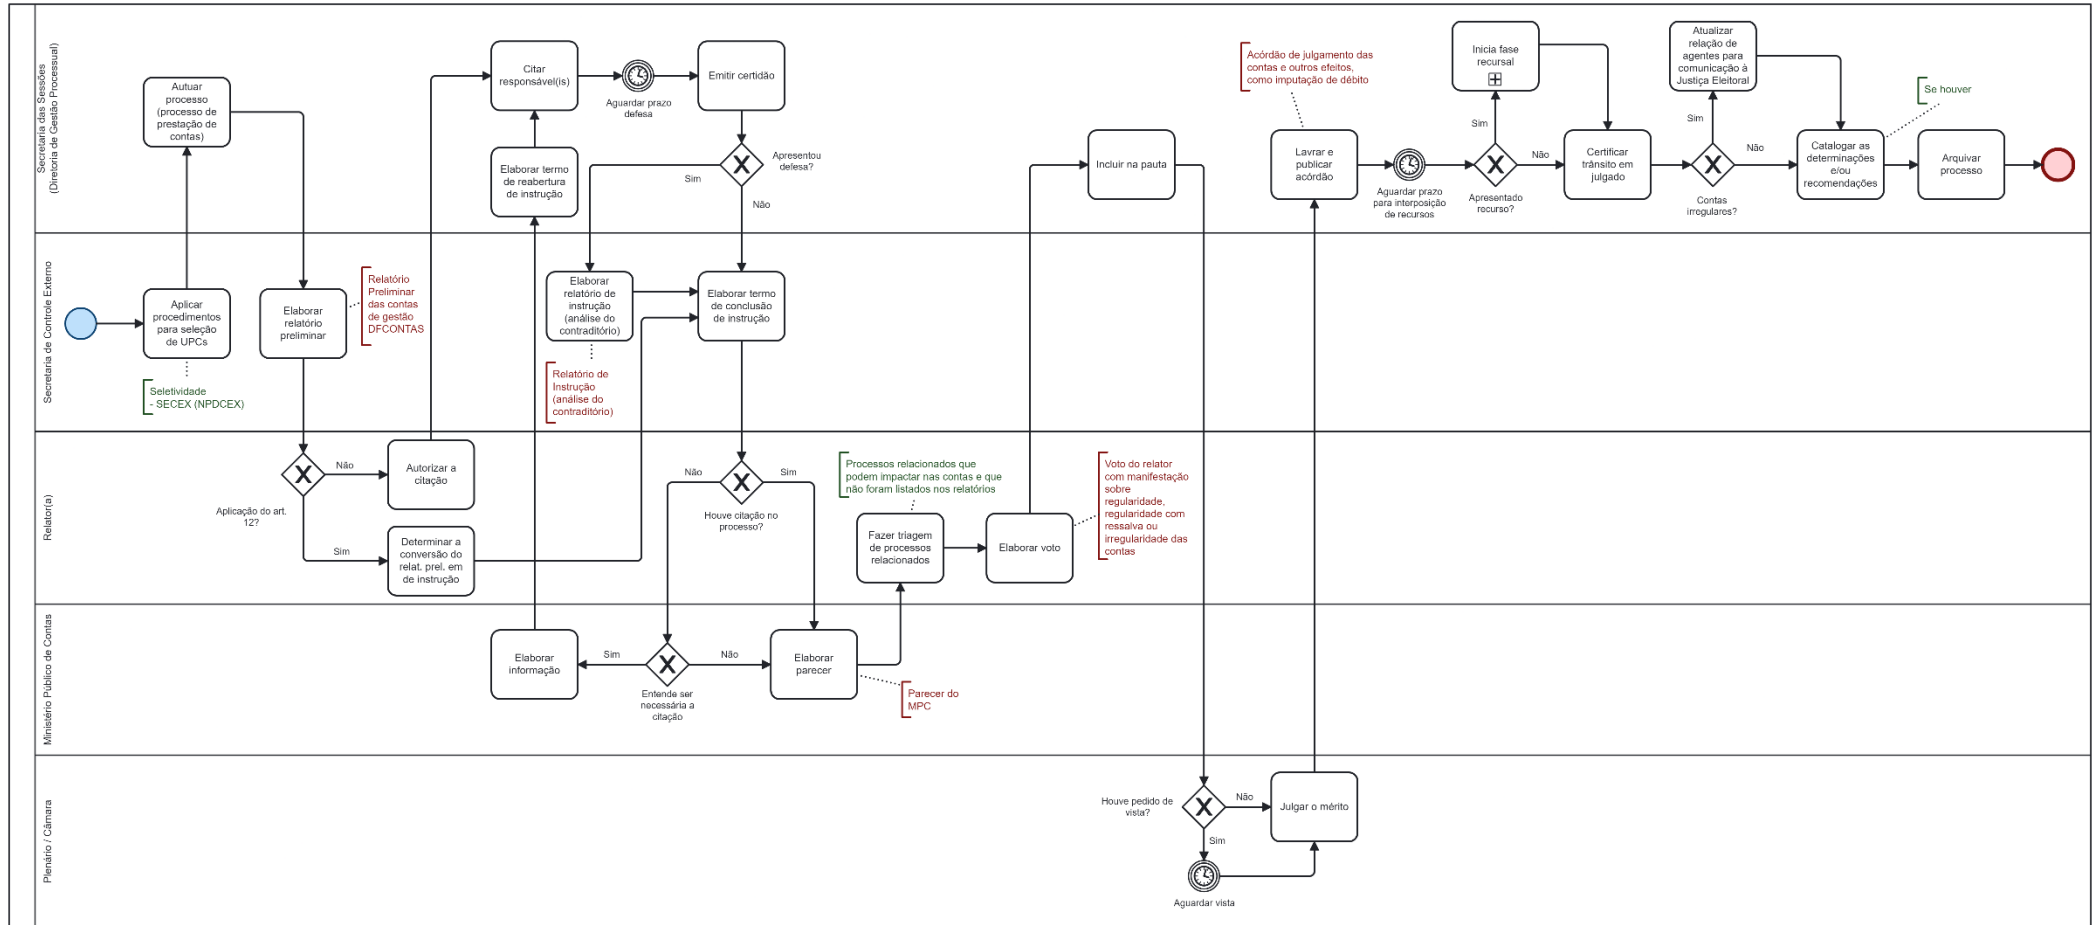 Secretaria das Sessões
(Diretoria de Gestão Processual)
Autuar
processo
(processo de
prestação de
contas)
Citar
responsável(is)
Aguardar prazo
defesa
Emitir certidão
Elaborar termo
de reabertura
de instrução
Apresentou
defesa?
Sim
Não
Incluir na pauta
Acórdão de julgamento das
contas e outros efeitos,
como imputação de débito
Lavrar e
publicar
acórdão
Aguardar prazo
para interposição
de recursos
Inicia fase
recursal
Sim
Apresentado
recurso?
Não
Certificar
trânsito em
julgado
Atualizar
relação de
agentes para
comunicação à
Justiça Eleitoral
Sim
Contas
irregulares?
Não
Catalogar as
determinações
e/ou
recomendações
Se houver
Arquivar
processo
Secretaria de Controle Externo
Aplicar
procedimentos
para seleção
de UPCs
Seletividade
- SECEX (NPDCEX)
Elaborar
relatório
preliminar
Relatório
Preliminar
das contas
de gestão
DFCONTAS
Elaborar
relatório de
instrução
(análise do
contraditório)
Relatório de
Instrução
(análise do
contraditório)
Elaborar termo
de conclusão
de instrução
Relator(a)
Aplicação do art.
12?
Não
Autorizar a
citação
Sim
Determinar a
conversão do
relat. prel. em
de instrução
Não
Sim
Houve citação no
processo?
Processos relacionados que
podem impactar nas contas e que
não foram listados nos relatórios
Fazer triagem
de processos
relacionados
Elaborar voto
Voto do relator
com manifestação
sobre
regularidade,
regularidade com
ressalva ou
irregularidade das
contas
Ministério Público de Contas
Elaborar
informação
Sim
Entende ser
necessária a
citação
Não
Elaborar
parecer
Parecer do
MPC
Plenário / Câmara
Houve pedido de
vista?
Não
Julgar o mérito
Sim
Aguardar vista